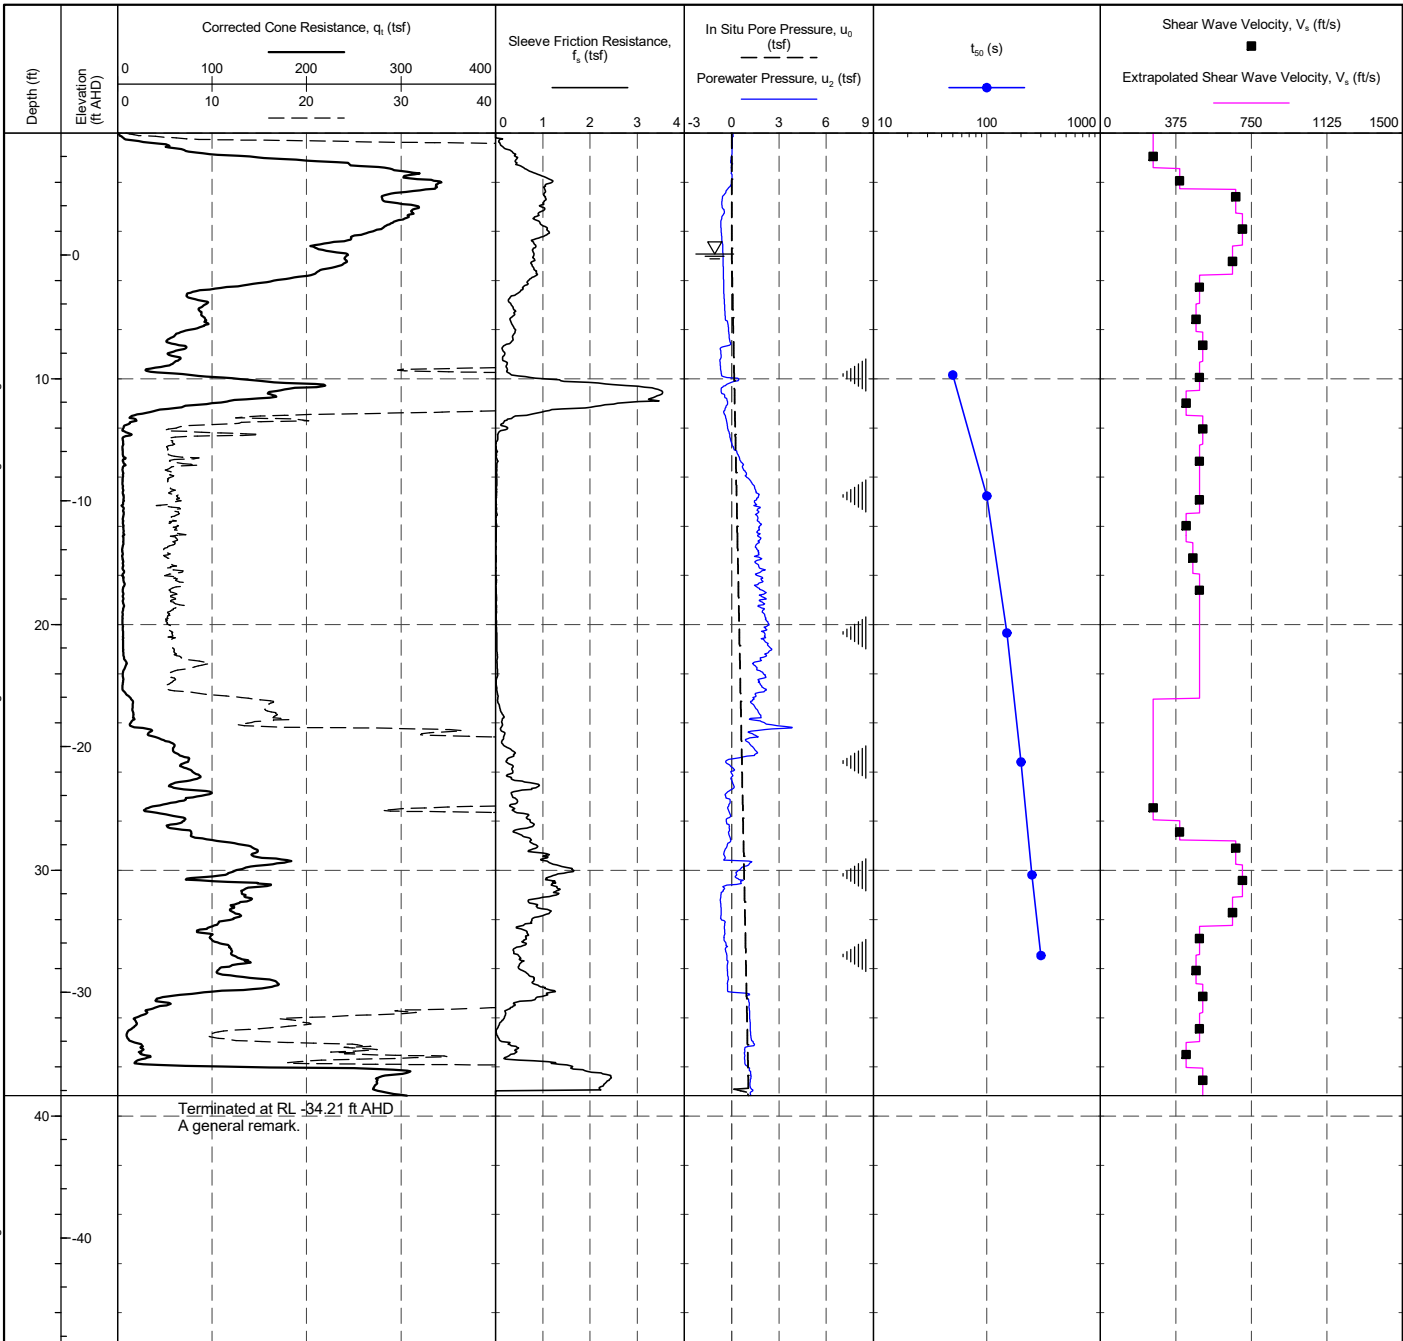 Depth (ft)
Elevation
(ft AHD)
Corrected Cone Resistance, qt (tsf)
0 100 200 300 400
0 10 20 30 40
Sleeve Friction Resistance,
fs (tsf)
0 1 2 3 4
In Situ Pore Pressure, u0
(tsf)
Porewater Pressure, u2 (tsf)
-3 0 3 6 9
t50 (s)
10 100 1000
Shear Wave Velocity, Vs (ft/s)
Extrapolated Shear Wave Velocity, Vs (ft/s)
0 375 750 1125 1500
0
10
-10
20
-20
30
-30
Terminated at RL -34.21 ft AHD
A general remark.
40
-40